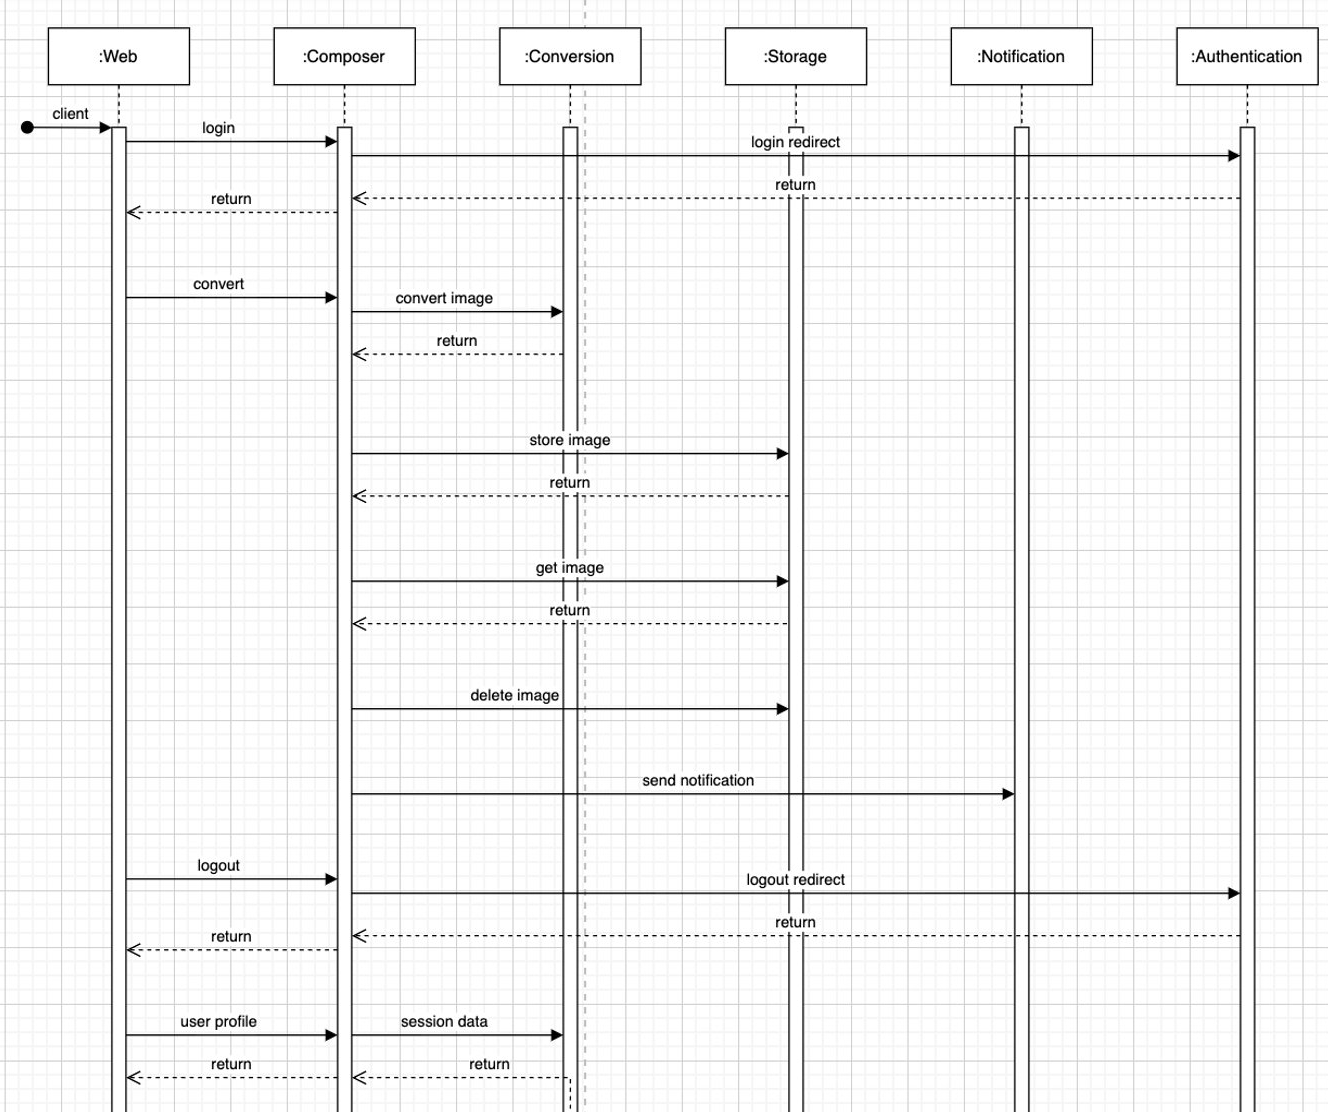 :Web
:Composer
:Conversion
:Storage
:Notification
:Authentication
client
login
login redirect
return
return
convert
convert image
return
store image
return
get image
return
delete image
send notification
logout
logout redirect
return
return
user profile
session data
return
return